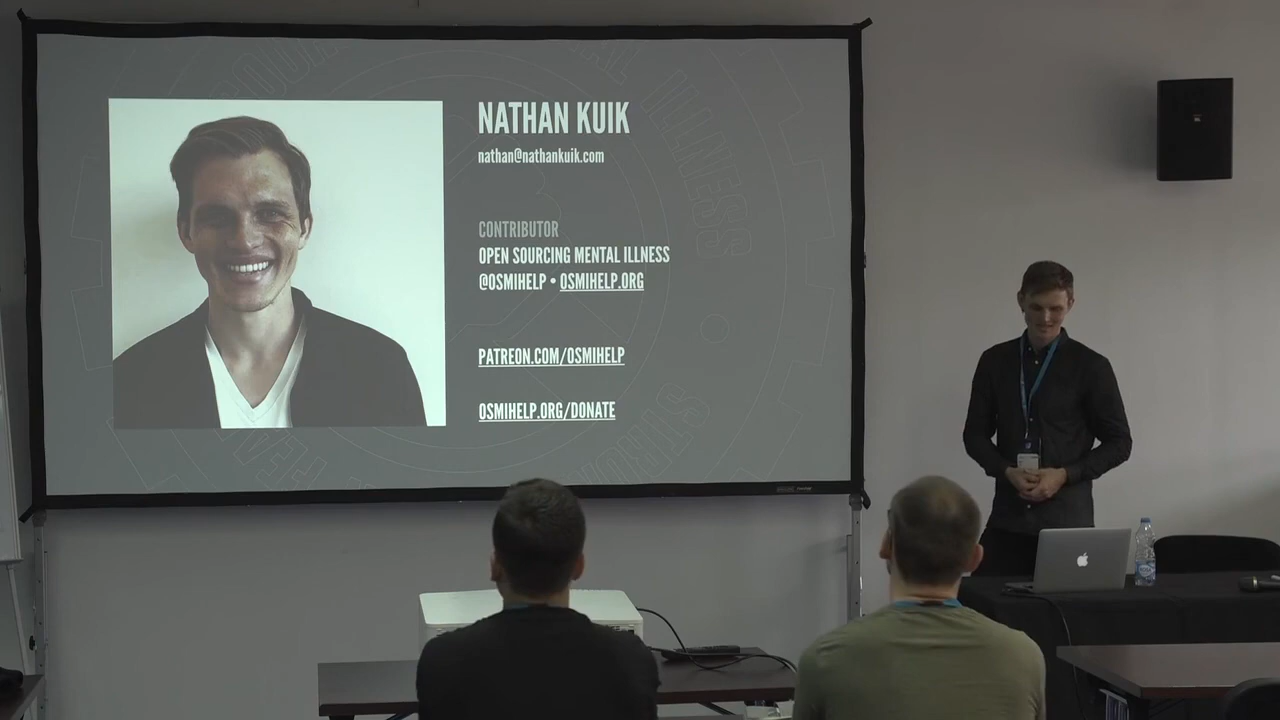 NATHAN KUIK
nathan@nathankuik.com
CONTRIBUTOR
OPEN SOURCING MENTAL ILLNESS
@OSMIHELP • OSMIHELP.ORG
PATREON.COM/OSMIHELP
OSMIHELP.ORG/DONATE
ILLNESS